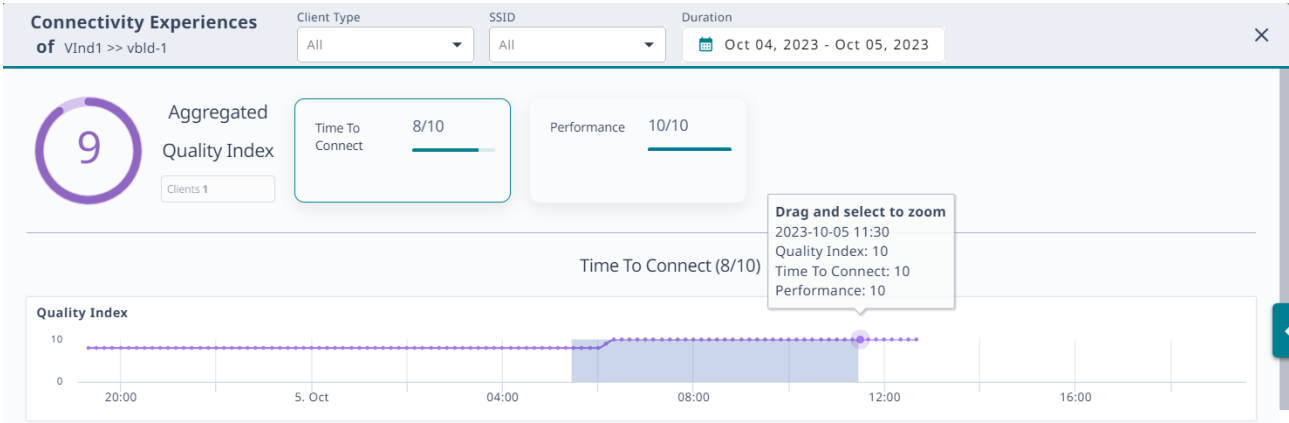 Connectivity Experiences
of VInd1 >> vbld-1
Client Type
All
SSID
All
Duration
Oct 04, 2023 - Oct 05, 2023
9
Aggregated
Quality Index
Clients 1
Time To
Connect
8/10
Performance
10/10
Drag and select to zoom
2023-10-05 11:30
Quality Index: 10
Time To Connect: 10
Performance: 10
Time To Connect (8/10)
Quality Index
10
0
20:00 5. Oct 04:00 08:00 12:00 16:00